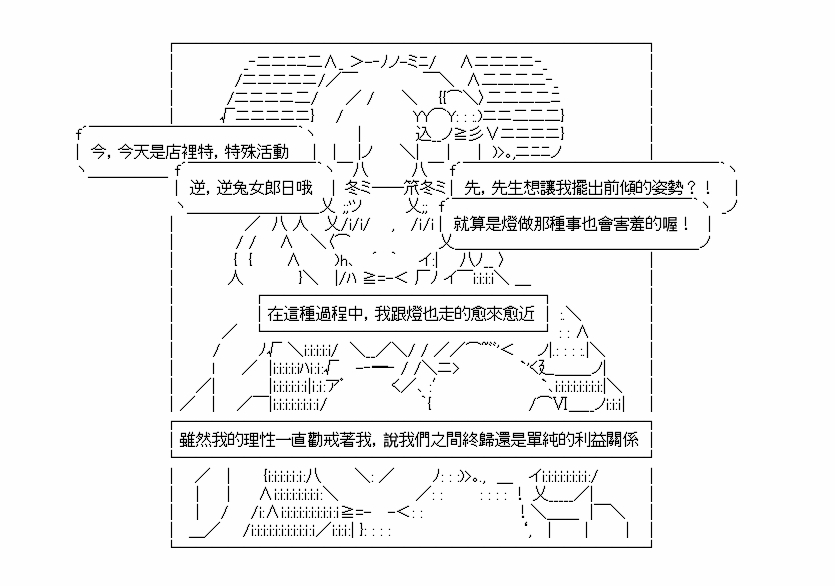 今，今天是店裡特，特殊活動
逆，逆兔女郎日哦
先，先生想讓我擺出前傾的姿勢？！
就算是燈做那種事也會害羞的喔！
在這種過程中，我跟燈也走的愈來愈近
雖然我的理性一直勸戒著我，說我們之間終歸還是單純的利益關係